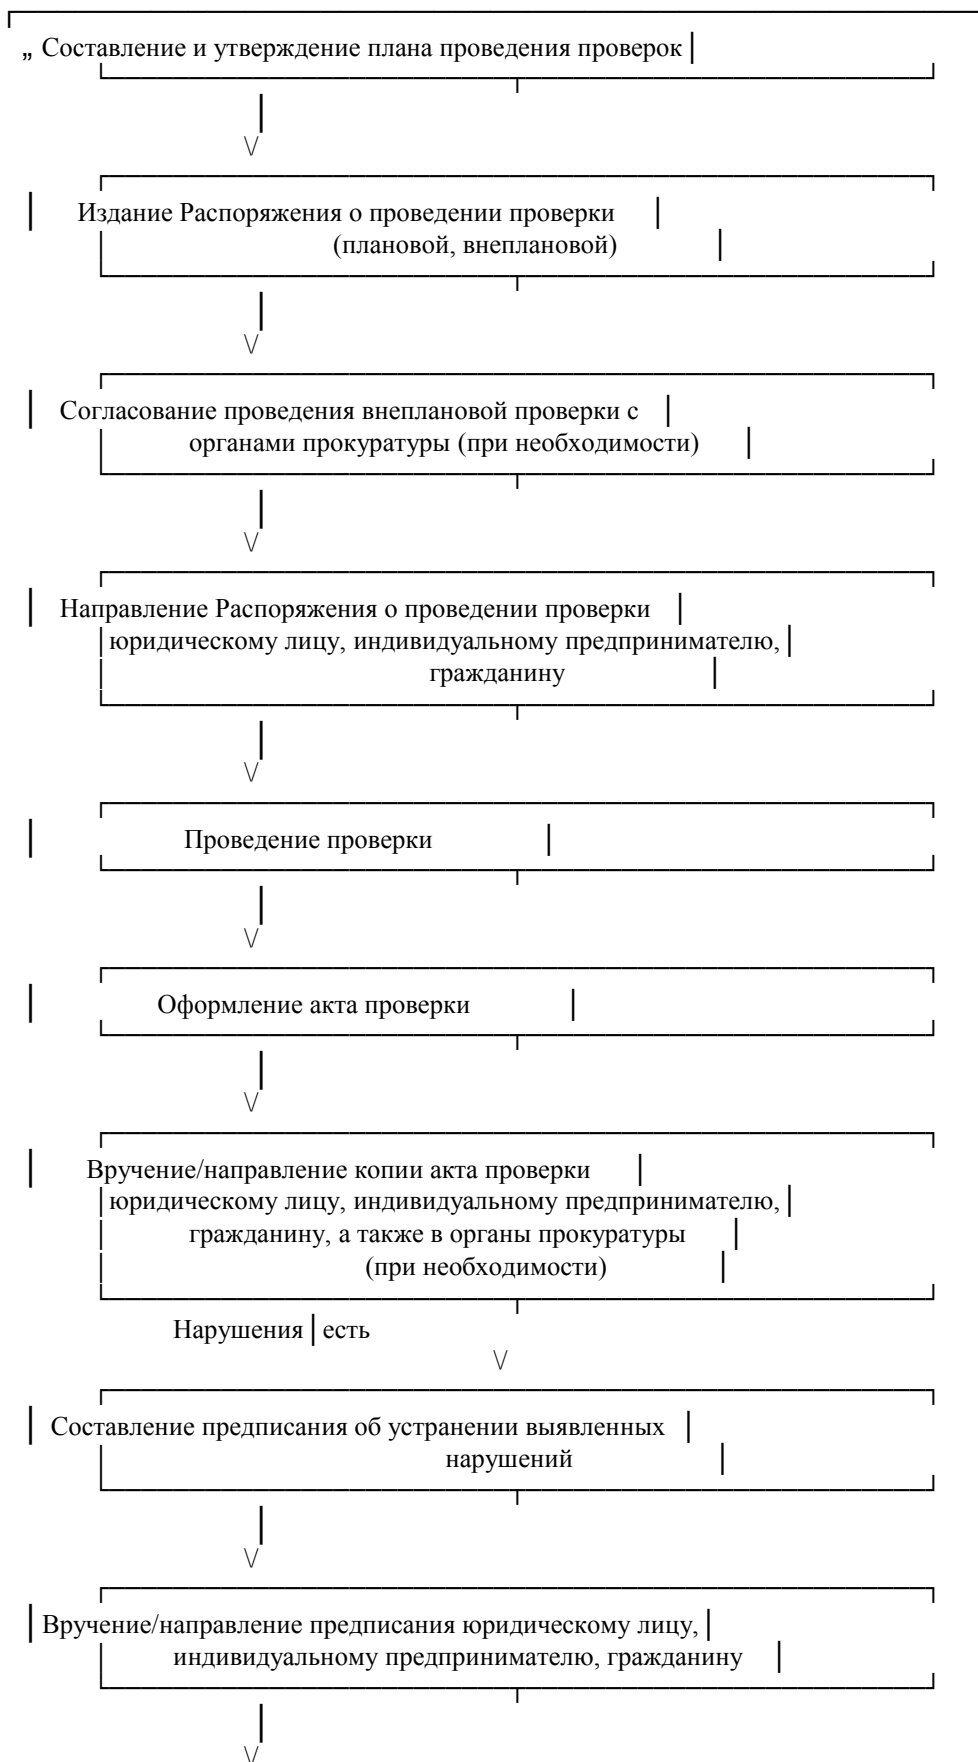 „ Составление и утверждение плана проведения проверок
Издание Распоряжения о проведении проверки
(плановой, внеплановой)
Согласование проведения внеплановой проверки с
органами прокуратуры (при необходимости)
Направление Распоряжения о проведении проверки
юридическому лицу, индивидуальному предпринимателю,
гражданину
Проведение проверки
Оформление акта проверки
Вручение/направление копии акта проверки
юридическому лицу, индивидуальному предпринимателю,
гражданину, а также в органы прокуратуры
(при необходимости)
Нарушения есть
Составление предписания об устранении выявленных
нарушений
Вручение/направление предписания юридическому лицу,
индивидуальному предпринимателю, гражданину